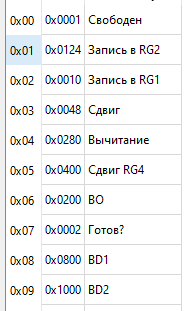 0x00 0x0001 Свободен
0x01 0x0124 Запись в RG2
0x02 0x0010 Запись в RG1
0x03 0x0048 Сдвиг
0x04 0x0280 Вычитание
0x05 0x0400 Сдвиг RG4
0x06 0x0200 ВО
0x07 0x0002 Готов?
0x08 0x0800 BD1
0x09 0x1000 BD2